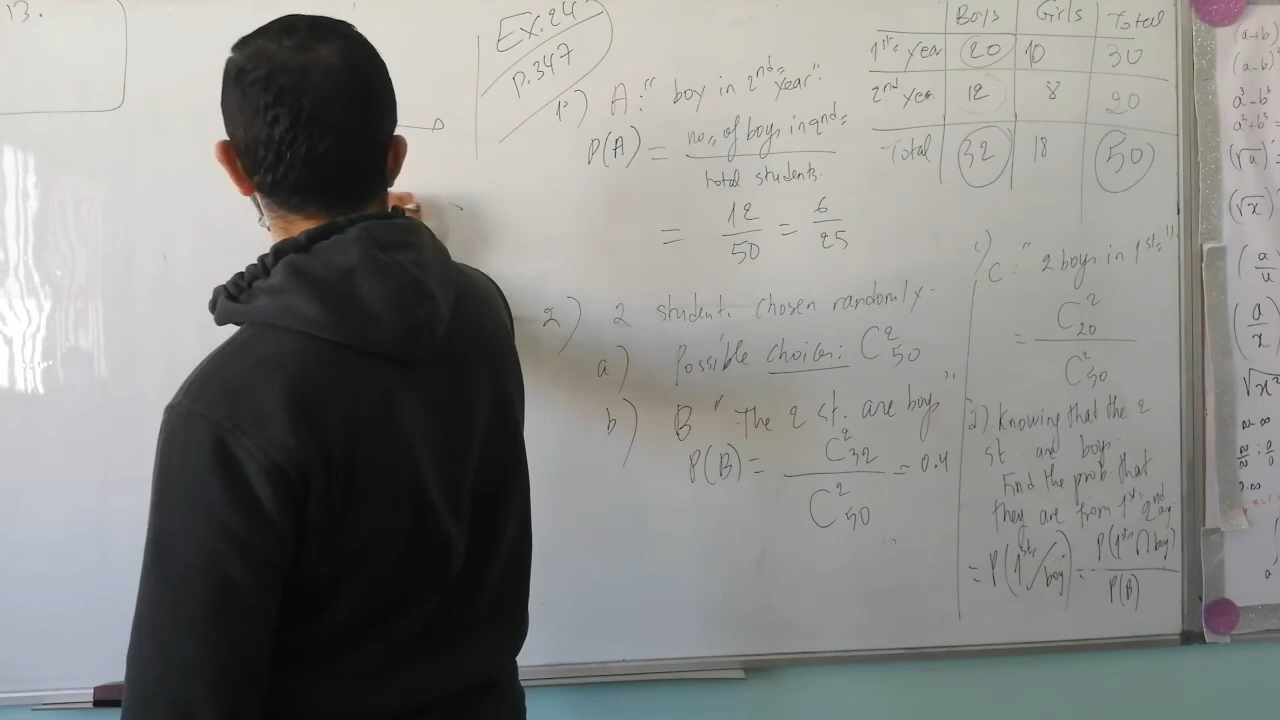 13.
Ex.24
p.347
1°) A: " boy in 2nd year".
P(A) = no. of boys in 2nd / total students.
= 12/50 = 6/25
Boys Girls Total
1st year 20 10 30
2nd yea. 12 8 20
Total 32 18 50
2) 2 student. chosen randomly.
a) Possible choices: C²50
b) B " The 2 st. are boys "
P(B) = C²32 / C²50 = 0.4
c)
C: " 2 boys in 1st "
= C²20 / C²50
d) Knowing that the 2
st are boys.
Find the prob that
they are from 1st
= P(1st/boy) = P(1st ∩ boy) / P(B)
(a+b)
(a-b)
a³-b³
(√x)
(a/x)